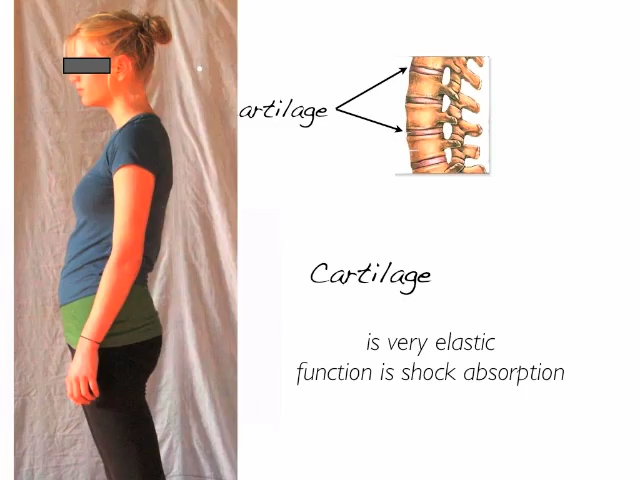 artilage
Cartilage
is very elastic
function is shock absorption